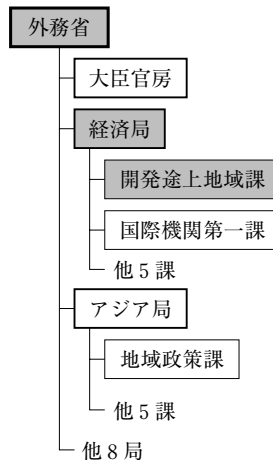 外務省
大臣官房
経済局
開発途上地域課
国際機関第一課
他 5 課
アジア局
地域政策課
他 5 課
他 8 局